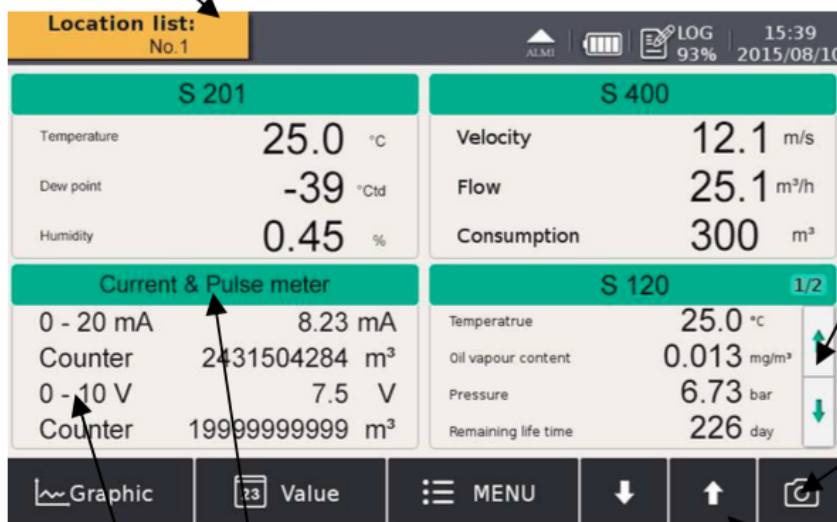 Location list:
No.1
ALM1
LOG
93%
15:39
2015/08/10
S 201
Temperature 25.0 °C
Dew point -39 °Ctd
Humidity 0.45 %
S 400
Velocity 12.1 m/s
Flow 25.1 m³/h
Consumption 300 m³
Current & Pulse meter
0 - 20 mA 8.23 mA
Counter 2431504284 m³
0 - 10 V 7.5 V
Counter 19999999999 m³
S 120 1/2
Temperatrue 25.0 °C
Oil vapour content 0.013 mg/m³
Pressure 6.73 bar
Remaining life time 226 day
Graphic 23 Value MENU